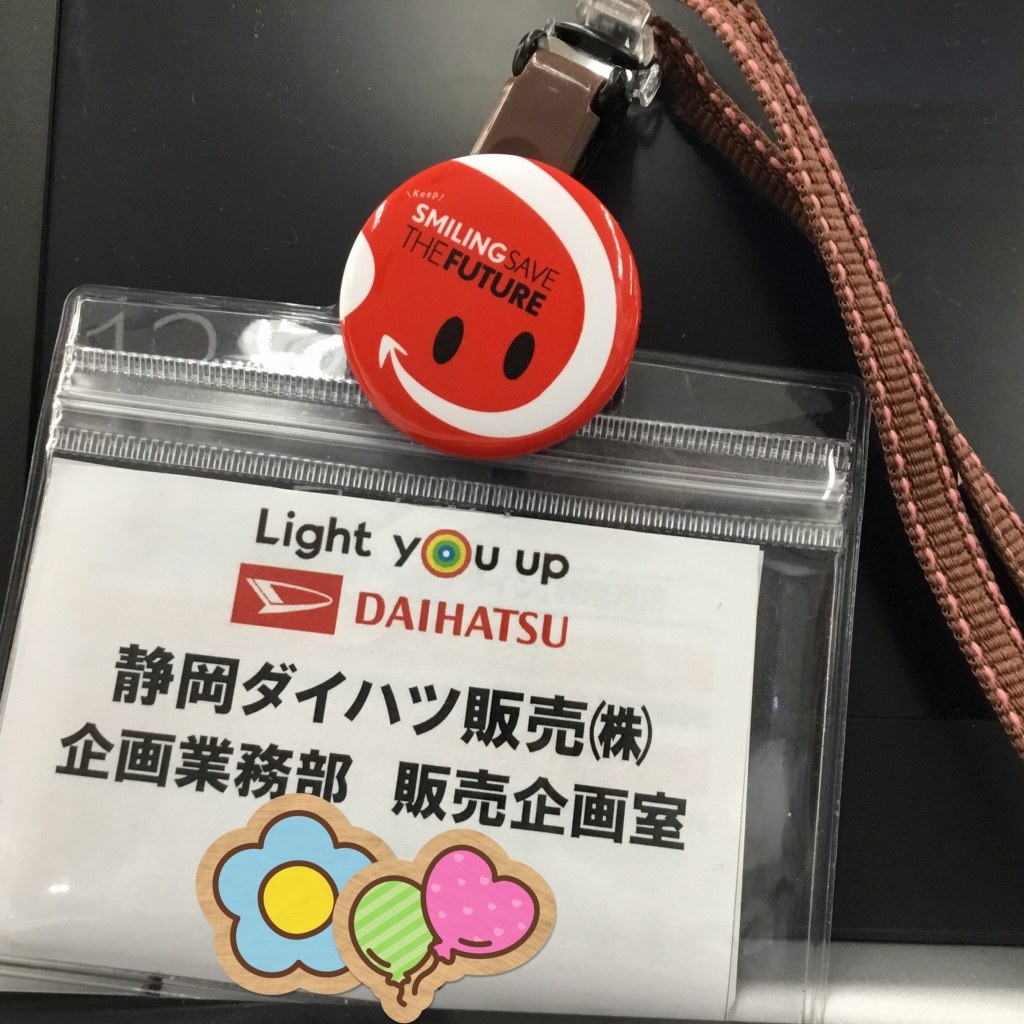 \Keep/
SMILING SAVE
THE FUTURE
Light you up
DAIHATSU
静岡ダイハツ販売㈱
企画業務部 販売企画室